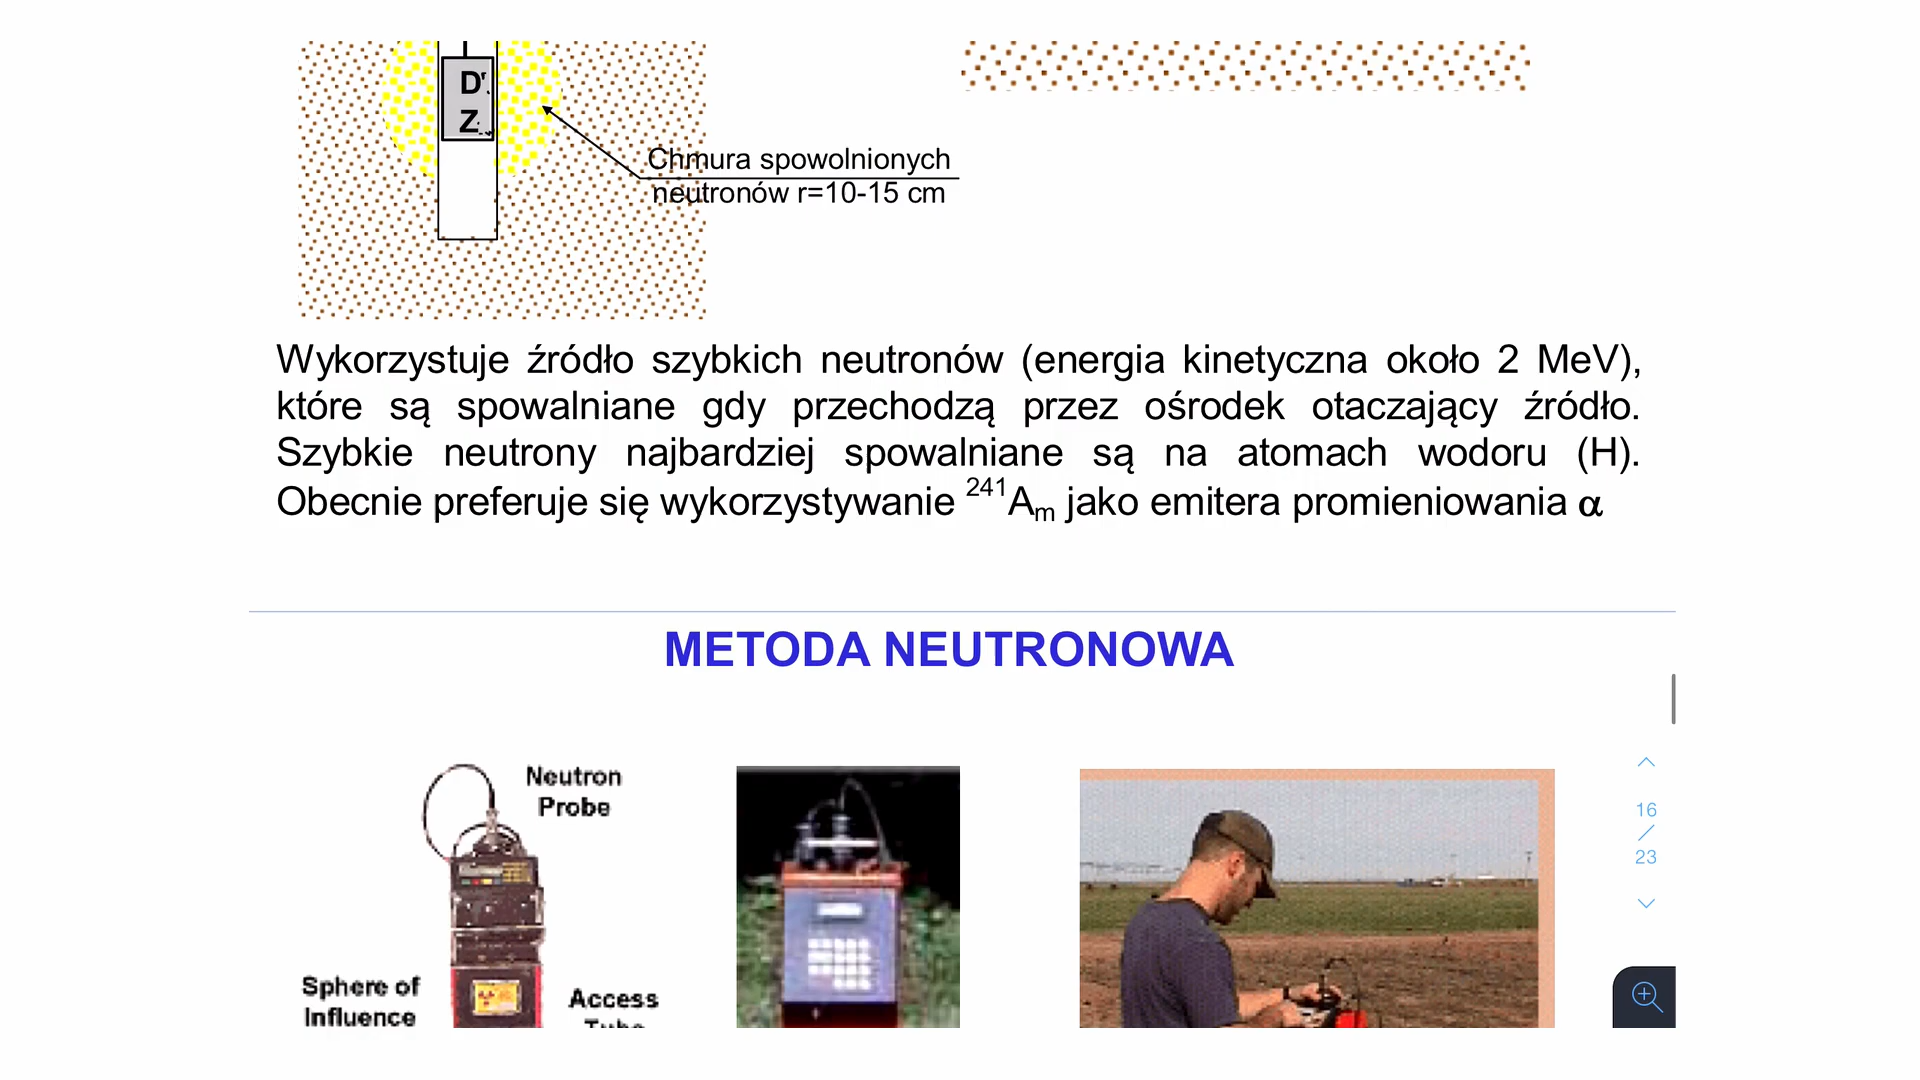 D
Z
Chmura spowolnionych
neutronów r=10-15 cm
Wykorzystuje źródło szybkich neutronów (energia kinetyczna około 2 MeV),
które są spowalniane gdy przechodzą przez ośrodek otaczający źródło.
Szybkie neutrony najbardziej spowalniane są na atomach wodoru (H).
Obecnie preferuje się wykorzystywanie ²⁴¹Aₘ jako emitera promieniowania α
METODA NEUTRONOWA
Neutron
Probe
Sphere of
Influence
Access
Tube
16
/
23